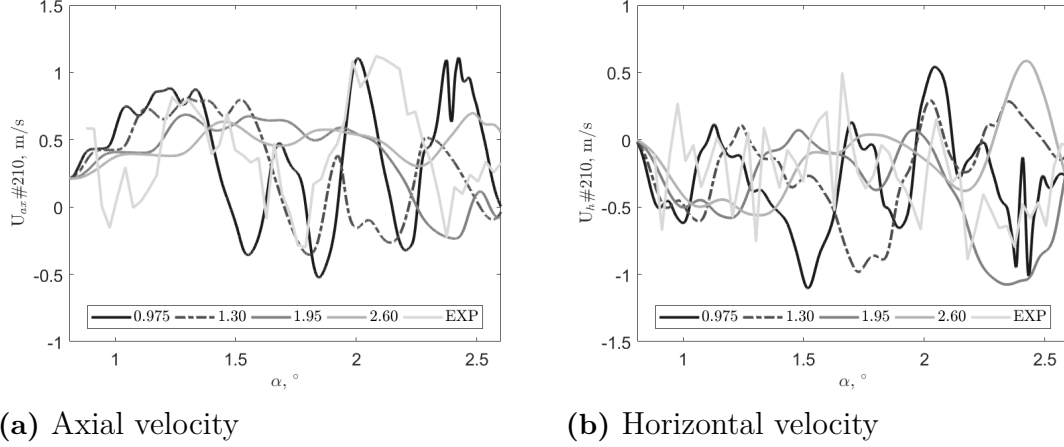 1.5
1
0.5
0
-0.5
-1
U_ax#210, m/s
0.975 1.30 1.95 2.60 EXP
1 1.5 2 2.5
α, °
(a) Axial velocity
1
0.5
0
-0.5
-1
-1.5
U_h#210, m/s
0.975 1.30 1.95 2.60 EXP
1 1.5 2 2.5
α, °
(b) Horizontal velocity